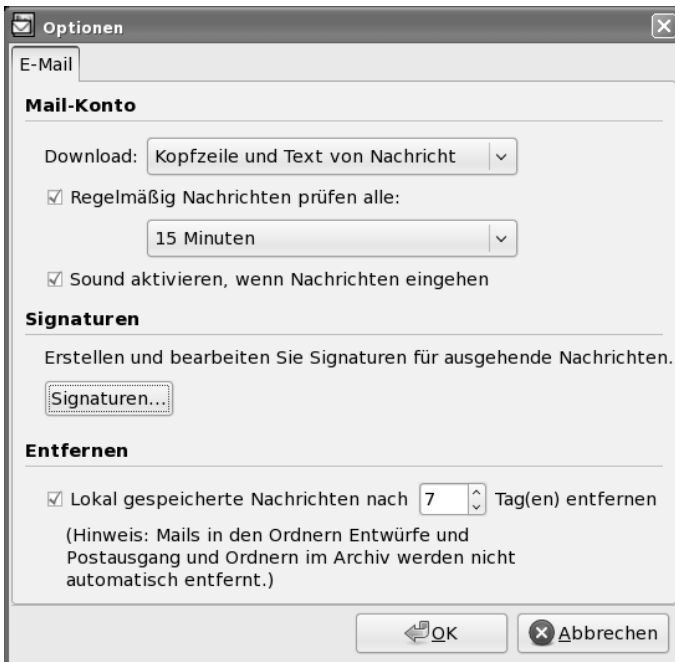 Optionen
E-Mail
Mail-Konto
Download: Kopfzeile und Text von Nachricht
Regelmäßig Nachrichten prüfen alle:
15 Minuten
Sound aktivieren, wenn Nachrichten eingehen
Signaturen
Erstellen und bearbeiten Sie Signaturen für ausgehende Nachrichten.
Signaturen...
Entfernen
Lokal gespeicherte Nachrichten nach 7 Tag(en) entfernen
(Hinweis: Mails in den Ordnern Entwürfe und
Postausgang und Ordnern im Archiv werden nicht
automatisch entfernt.)
OK Abbrechen